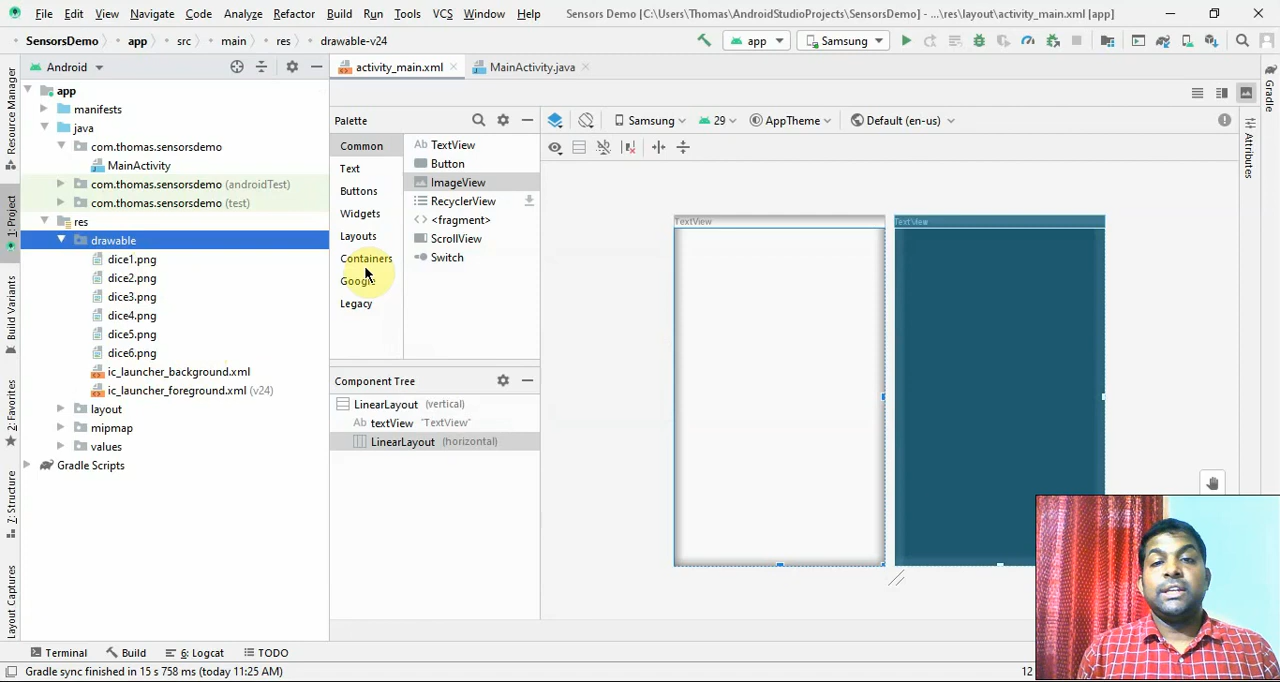 File Edit View Navigate Code Analyze Refactor Build Run Tools VCS Window Help Sensors Demo [C:\Users\Thomas\AndroidStudioProjects\SensorsDemo] - ...\res\layout\activity_main.xml [app]
SensorsDemo app src main res drawable-v24 app Samsung
Android activity_main.xml MainActivity.java
Resource Manager
1: Project
Build Variants
2: Favorites
7: Structure
Layout Captures
app
manifests
java
com.thomas.sensorsdemo
MainActivity
com.thomas.sensorsdemo (androidTest)
com.thomas.sensorsdemo (test)
res
drawable
dice1.png
dice2.png
dice3.png
dice4.png
dice5.png
dice6.png
ic_launcher_background.xml
ic_launcher_foreground.xml (v24)
layout
mipmap
values
Gradle Scripts
Palette
Common
Text
Buttons
Widgets
Layouts
Containers
Google
Legacy
Ab TextView
Button
ImageView
RecyclerView
<> <fragment>
ScrollView
Switch
Component Tree
LinearLayout (vertical)
Ab textView "TextView"
LinearLayout (horizontal)
Samsung 29 AppTheme Default (en-us)
TextView TextView
Gradle
Attributes
Terminal Build 6: Logcat TODO
Gradle sync finished in 15 s 758 ms (today 11:25 AM) 12